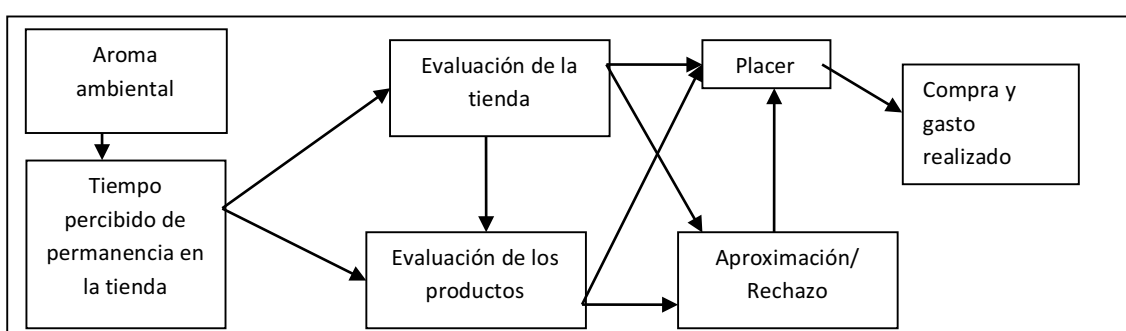 Aroma
ambiental
Tiempo
percibido de
permanencia en
la tienda
Evaluación de la
tienda
Evaluación de los
productos
Placer
Aproximación/
Rechazo
Compra y
gasto
realizado